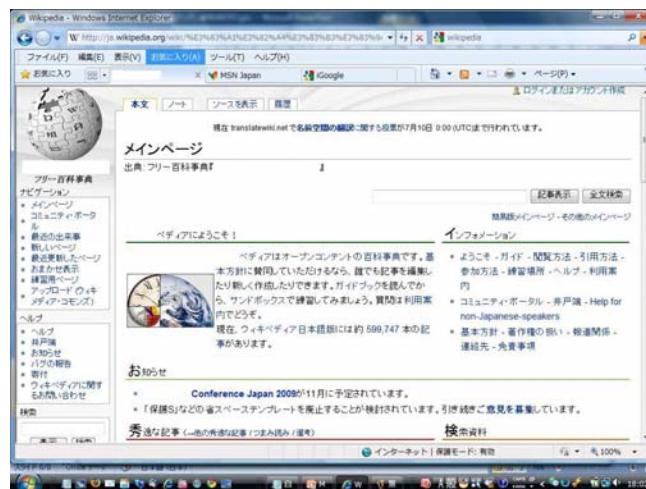 Wikipedia - Windows Internet Explorer
wikipedia
ファイル(F) 編集(E) 表示(V) お気に入り(A) ツール(T) ヘルプ(H)
お気に入り
MSN Japan
iGoogle
ページ(P)
ログインまたはアカウント作成
本文 ノート ソースを表示 履歴
現在 translatewiki.net で名前空間の翻訳に関する投票が7月10日 0:00 (UTC)まで行われています。
メインページ
出典: フリー百科事典『 』
記事表示 全文検索
簡易版メインページ - その他のメインページ
フリー百科事典
ナビゲーション
メインページ
コミュニティ・ポータル
最近の出来事
新しいページ
最近更新したページ
おまかせ表示
練習用ページ
アップロード (ウィキメディア・コモンズ)
ヘルプ
ヘルプ
井戸端
お知らせ
バグの報告
寄付
ウィキペディアに関するお問い合わせ
検索
表示 検索
ペディアにようこそ!
ペディアはオープンコンテントの百科事典です。基
本方針に賛同していただけるなら、誰でも記事を編集し
たり新しく作成したりできます。ガイドブックを読んでか
ら、サンドボックスで練習してみましょう。質問は利用案
内でどうぞ。
現在、ウィキペディア日本語版には約 599,747 本の記
事があります。
インフォメーション
ようこそ - ガイド - 閲覧方法 - 引用方法 -
参加方法 - 練習場所 - ヘルプ - 利用案
内
コミュニティ・ポータル - 井戸端 - Help for
non-Japanese-speakers
基本方針 - 著作権の扱い - 報道関係 -
連絡先 - 免責事項
お知らせ
Conference Japan 2009が11月に予定されています。
「保護S」などの省スペーステンプレートを廃止することが検討されています。引き続きご意見を募集しています。
秀逸な記事 (→他の秀逸な記事 / つまみ読み / 選考)
検索資料
インターネット | 保護モード: 有効
100%